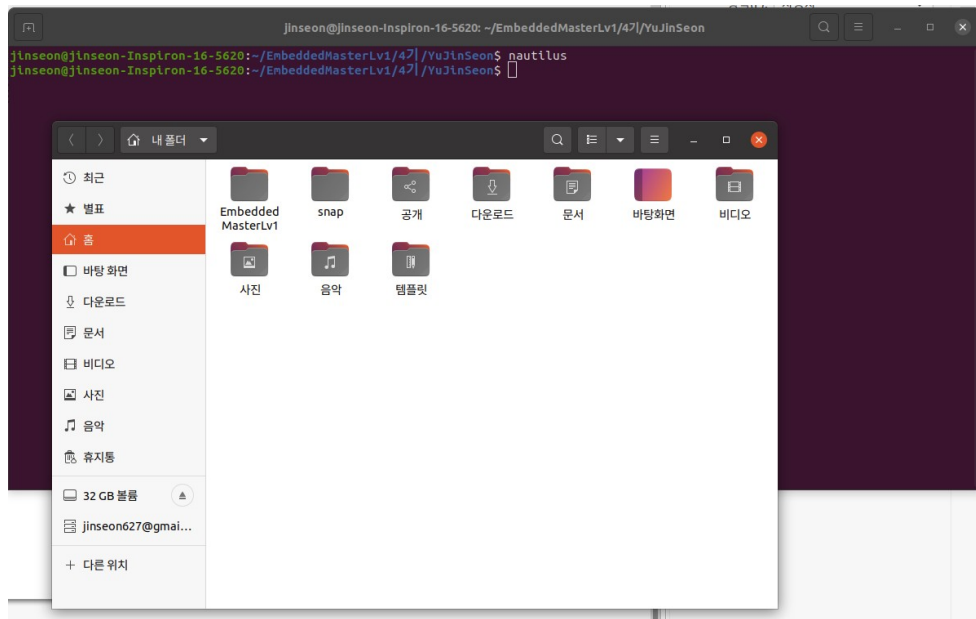 jinseon@jinseon-Inspiron-16-5620: ~/EmbeddedMasterLv1/4기/YuJinSeon
jinseon@jinseon-Inspiron-16-5620:~/EmbeddedMasterLv1/4기/YuJinSeon$ nautilus
jinseon@jinseon-Inspiron-16-5620:~/EmbeddedMasterLv1/4기/YuJinSeon$
내 폴더
최근
별표
홈
바탕 화면
다운로드
문서
비디오
사진
음악
휴지통
32 GB 볼륨
jinseon627@gmai...
+ 다른 위치
Embedded
MasterLv1
snap
공개
다운로드
문서
바탕화면
비디오
사진
음악
템플릿